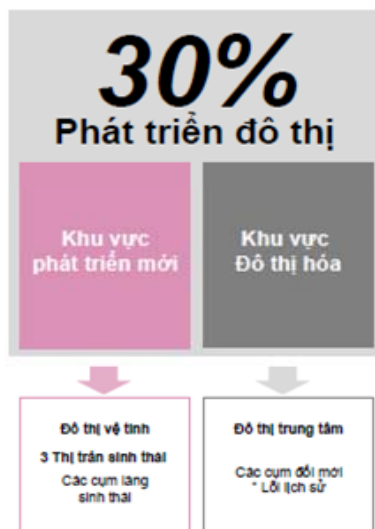 30%
Phát triển đô thị
Khu vực
phát triển mới
Khu vực
Đô thị hóa
Đô thị vệ tinh
3 Thị trấn sinh thái
Các cụm làng
sinh thái
Đô thị trung tâm
Các cụm đổi mới
" Lõi lịch sử